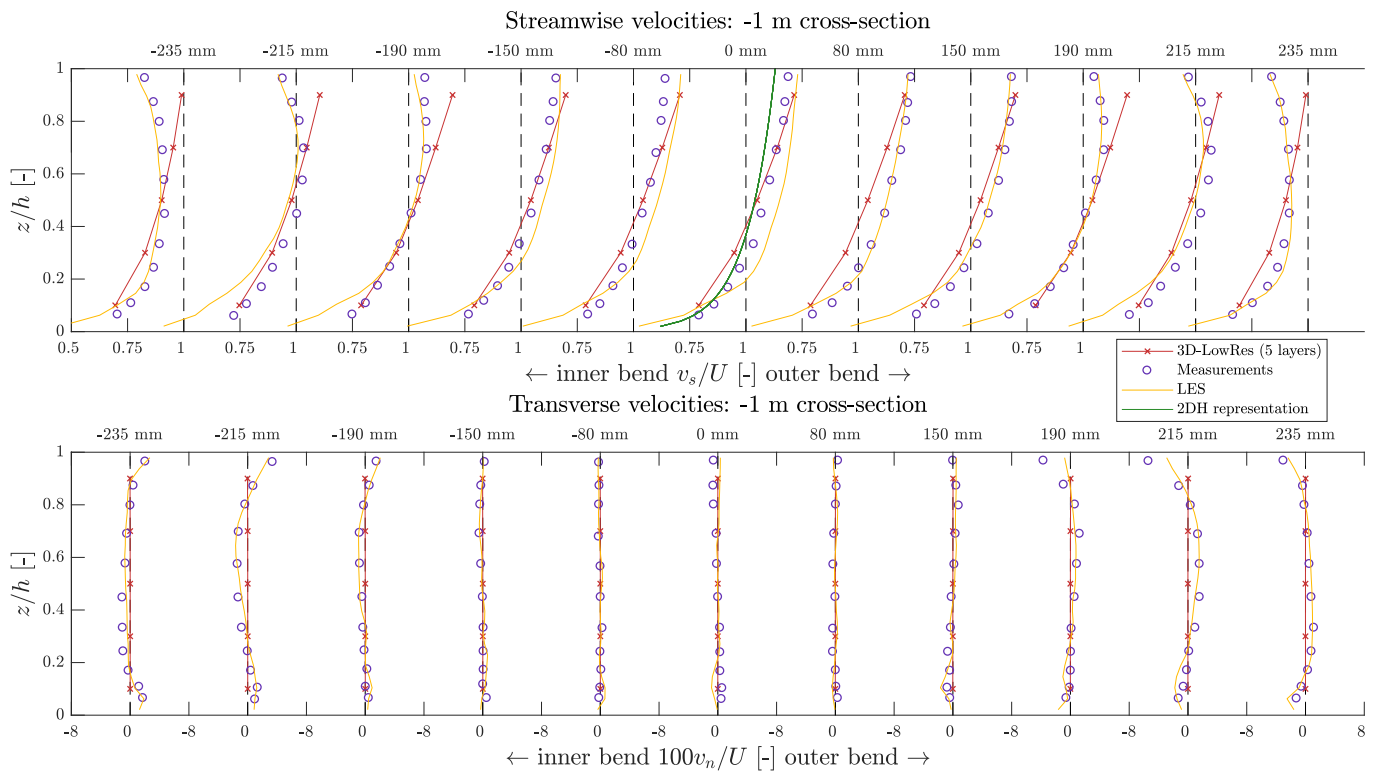 Streamwise velocities: -1 m cross-section
-235 mm -215 mm -190 mm -150 mm -80 mm 0 mm 80 mm 150 mm 190 mm 215 mm 235 mm
1
0.8
0.6
0.4
0.2
0
z/h [-]
0.5 0.75 1 0.75 1 0.75 1 0.75 1 0.75 1 0.75 1 0.75 1 0.75 1 0.75 1
← inner bend v_s/U [-] outer bend →
3D-LowRes (5 layers)
Measurements
LES
2DH representation
Transverse velocities: -1 m cross-section
-235 mm -215 mm -190 mm -150 mm -80 mm 0 mm 80 mm 150 mm 190 mm 215 mm 235 mm
1
0.8
0.6
0.4
0.2
0
z/h [-]
-8 0 -8 0 -8 0 -8 0 -8 0 -8 0 -8 0 -8 0 -8 0 -8 0 -8 0 8
← inner bend 100v_n/U [-] outer bend →